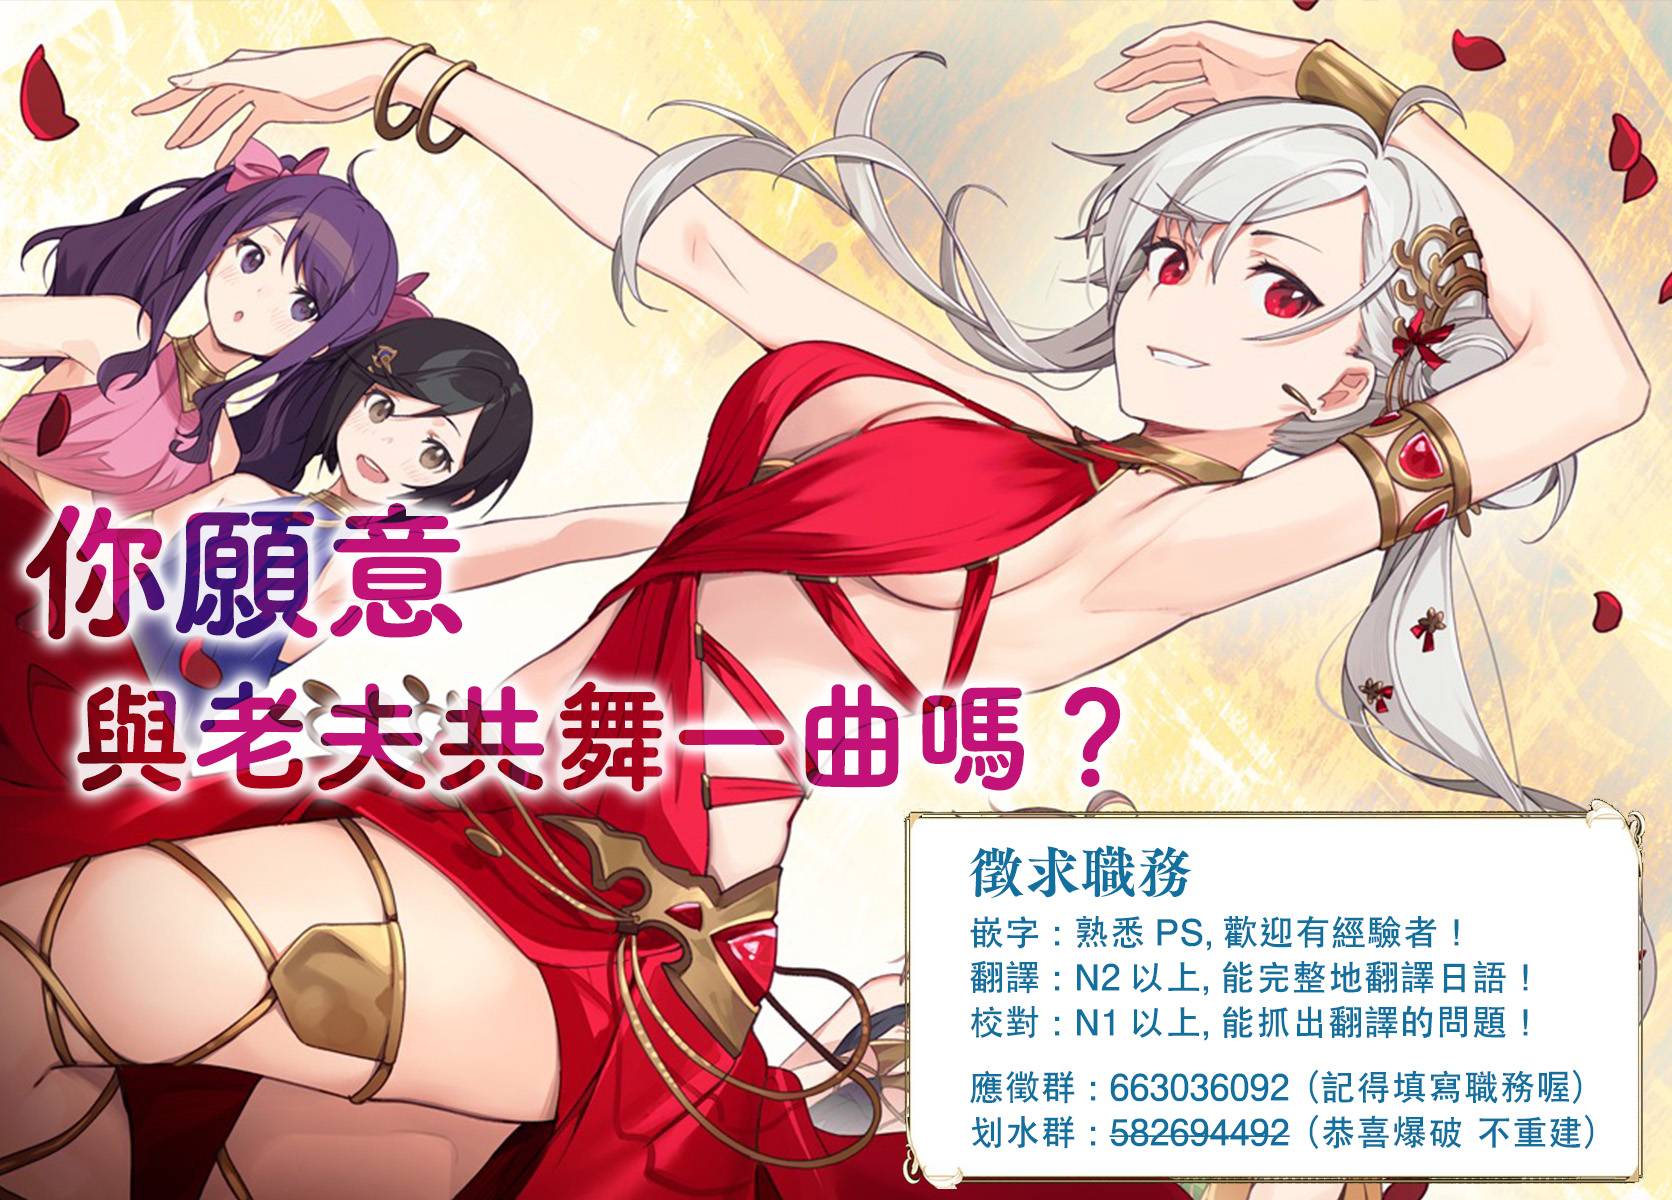 你願意
與老夫共舞一曲嗎？
徵求職務
嵌字：熟悉 PS, 歡迎有經驗者！
翻譯：N2 以上, 能完整地翻譯日語！
校對：N1 以上, 能抓出翻譯的問題！
應徵群：663036092（記得填寫職務喔）
划水群：582694492（恭喜爆破 不重建）